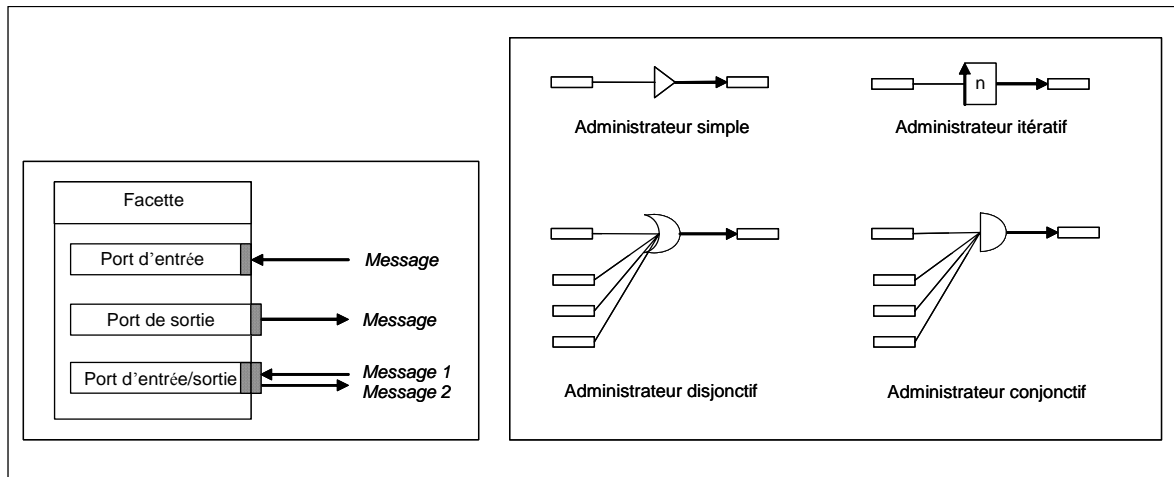 Facette
Port d'entrée
Message
Port de sortie
Message
Port d'entrée/sortie
Message 1
Message 2
n
Administrateur simple
Administrateur itératif
Administrateur disjonctif
Administrateur conjonctif